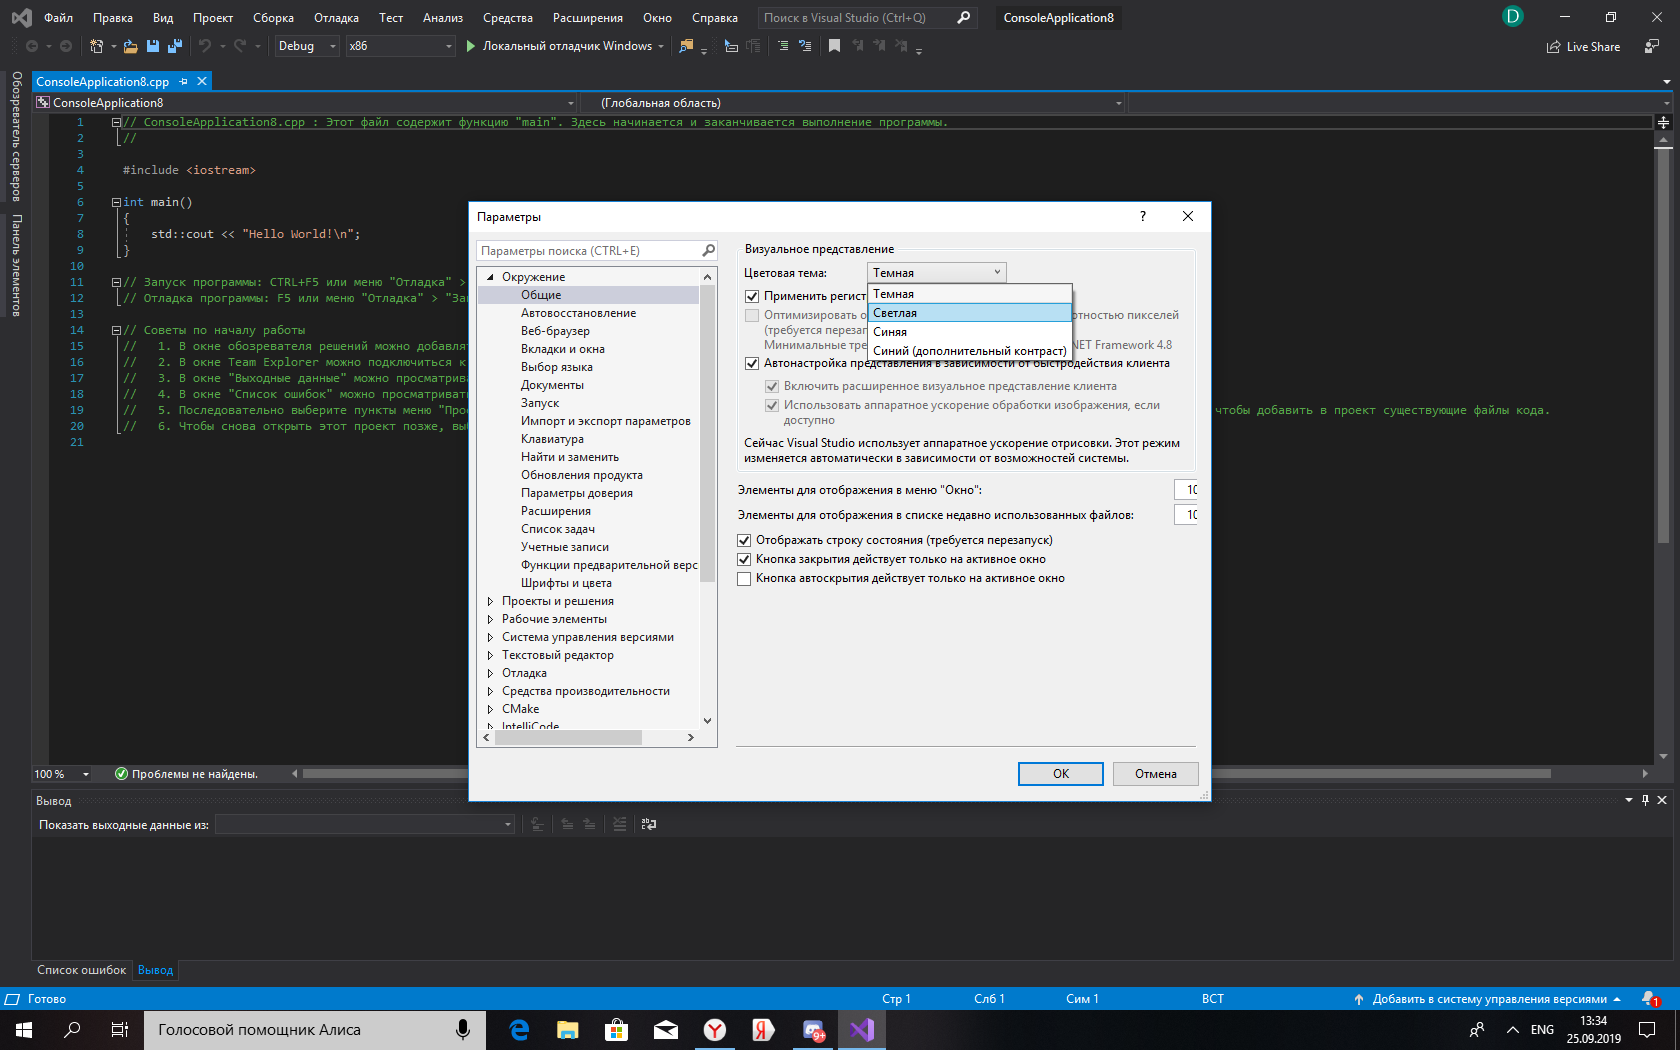 Файл Правка Вид Проект Сборка Отладка Тест Анализ Средства Расширения Окно Справка Поиск в Visual Studio (Ctrl+Q) ConsoleApplication8 D
Debug x86 Локальный отладчик Windows Live Share
Обозреватель серверов
Панель элементов
ConsoleApplication8.cpp
ConsoleApplication8 (Глобальная область)
1 // ConsoleApplication8.cpp : Этот файл содержит функцию "main". Здесь начинается и заканчивается выполнение программы.
2 //
3
4 #include <iostream>
5
6 int main()
7 {
8 std::cout << "Hello World!\n";
9 }
10
11 // Запуск программы: CTRL+F5 или меню "Отладка" >
12 // Отладка программы: F5 или меню "Отладка" >
13
14 // Советы по началу работы
15 // 1. В окне обозревателя решений можно
16 // 2. В окне Team Explorer можно подключиться к
17 // 3. В окне "Выходные данные" можно
18 // 4. В окне "Список ошибок" можно
19 // 5. Последовательно выберите пункты меню чтобы добавить в проект существующие файлы кода.
20 // 6. Чтобы снова открыть этот проект позже,
21
Параметры ?
Параметры поиска (CTRL+E)
Окружение
Общие
Автовосстановление
Веб-браузер
Вкладки и окна
Выбор языка
Документы
Запуск
Импорт и экспорт параметров
Клавиатура
Найти и заменить
Обновления продукта
Параметры доверия
Расширения
Список задач
Учетные записи
Функции предварительной верс
Шрифты и цвета
Проекты и решения
Рабочие элементы
Система управления версиями
Текстовый редактор
Отладка
Средства производительности
CMake
IntelliCode
Визуальное представление
Цветовая тема: Темная
Темная
Светлая
Синяя
Синий (дополнительный контраст)
Применить регист
Оптимизировать о отностью пикселей
(требуется перезап
Минимальные тре NET Framework 4.8
Автонастройка представления в зависимости от быстродействия клиента
Включить расширенное визуальное представление клиента
Использовать аппаратное ускорение обработки изображения, если
доступно
Сейчас Visual Studio использует аппаратное ускорение отрисовки. Этот режим
изменяется автоматически в зависимости от возможностей системы.
Элементы для отображения в меню "Окно": 10
Элементы для отображения в списке недавно использованных файлов: 10
Отображать строку состояния (требуется перезапуск)
Кнопка закрытия действует только на активное окно
Кнопка автоскрытия действует только на активное окно
OK Отмена
100 % Проблемы не найдены.
Вывод
Показать выходные данные из:
Список ошибок Вывод
Готово Стр 1 Слб 1 Сим 1 ВСТ Добавить в систему управления версиями 1
Голосовой помощник Алиса 9+ ENG 13:34
25.09.2019